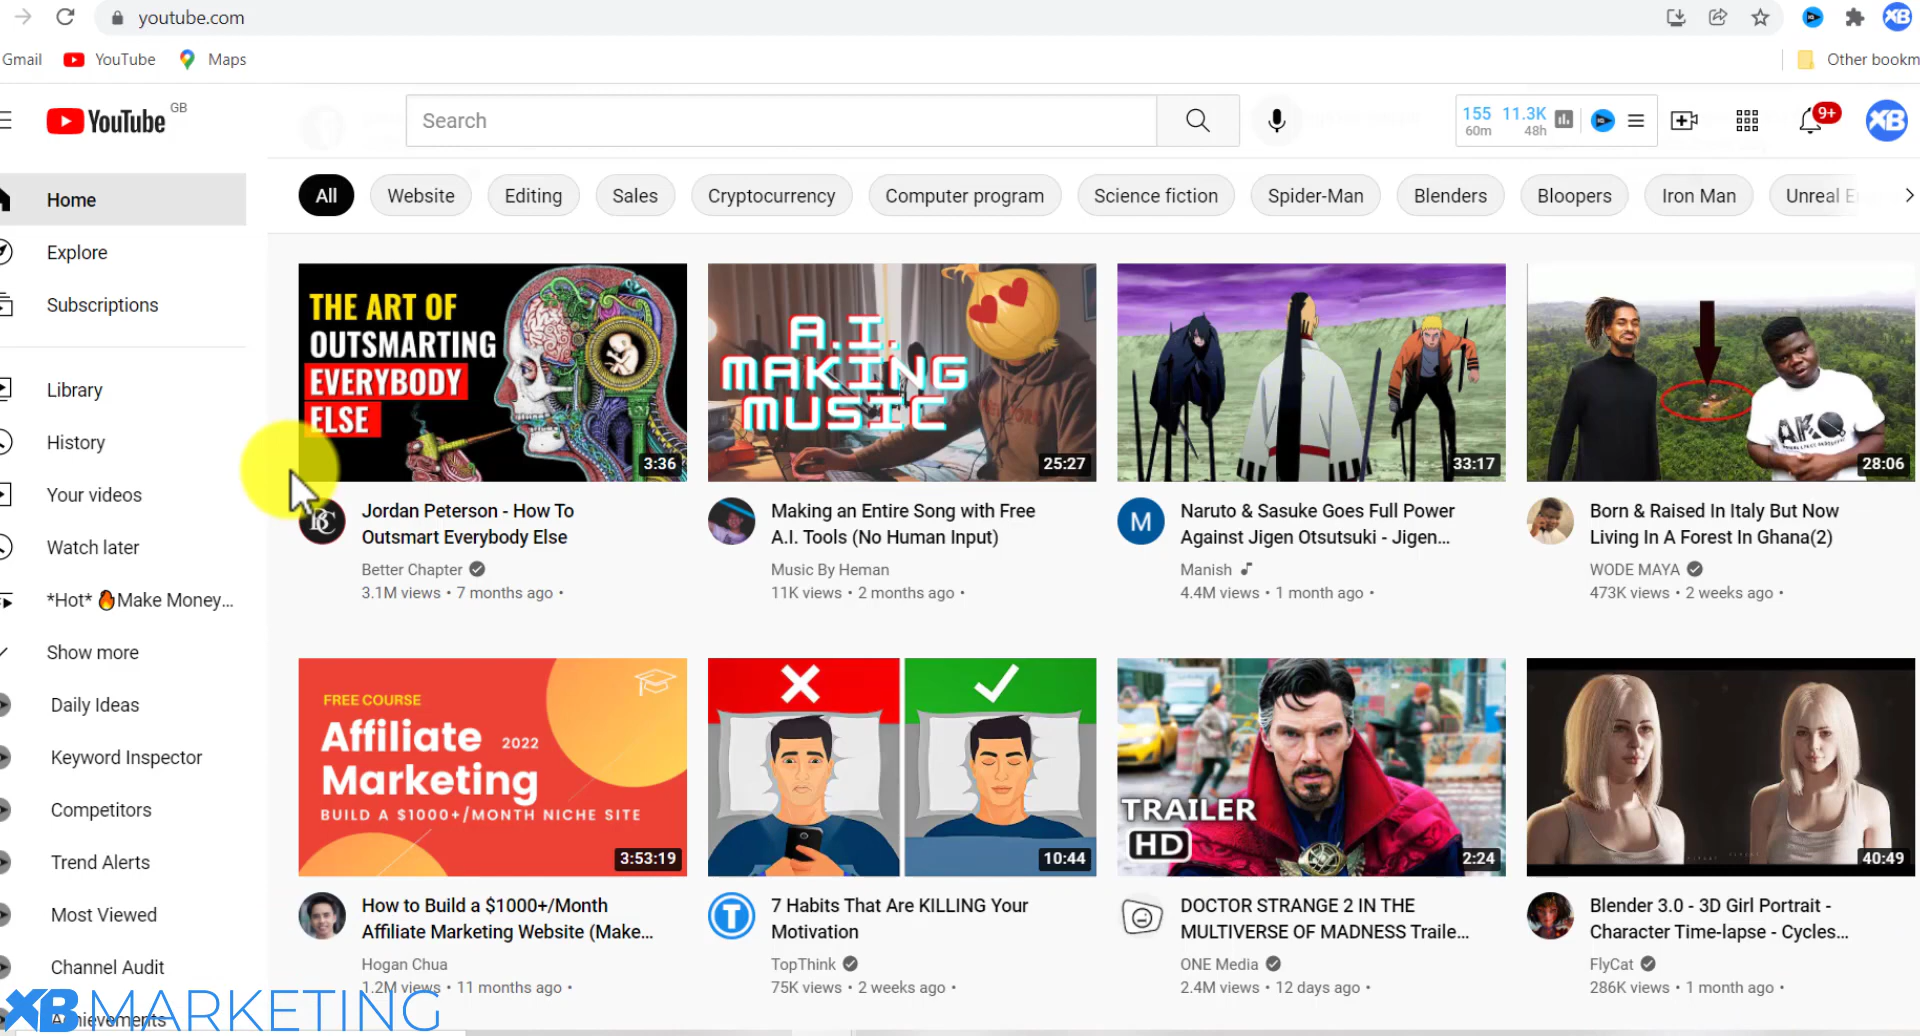 youtube.com
XB
Gmail
YouTube
Maps
Other bookm
YouTube GB
Search
155 11.3K
60m 48h
9+
XB
Home
Explore
Subscriptions
Library
History
Your videos
Watch later
*Hot* 🔥Make Money...
Show more
Daily Ideas
Keyword Inspector
Competitors
Trend Alerts
Most Viewed
Channel Audit
Achievements
All
Website
Editing
Sales
Cryptocurrency
Computer program
Science fiction
Spider-Man
Blenders
Bloopers
Iron Man
Unreal E
THE ART OF
OUTSMARTING
EVERYBODY
ELSE
3:36
BC
Jordan Peterson - How To
Outsmart Everybody Else
Better Chapter
3.1M views • 7 months ago •
A.I.
MAKING
MUSIC
25:27
Making an Entire Song with Free
A.I. Tools (No Human Input)
Music By Heman
11K views • 2 months ago •
33:17
M
Naruto & Sasuke Goes Full Power
Against Jigen Otsutsuki - Jigen...
Manish
4.4M views • 1 month ago •
28:06
Born & Raised In Italy But Now
Living In A Forest In Ghana(2)
WODE MAYA
473K views • 2 weeks ago •
FREE COURSE
Affiliate 2022
Marketing
BUILD A $1000+/MONTH NICHE SITE
3:53:19
How to Build a $1000+/Month
Affiliate Marketing Website (Make...
Hogan Chua
1.2M views • 11 months ago •
10:44
T
7 Habits That Are KILLING Your
Motivation
TopThink
75K views • 2 weeks ago •
TRAILER
HD
2:24
DOCTOR STRANGE 2 IN THE
MULTIVERSE OF MADNESS Traile...
ONE Media
2.4M views • 12 days ago •
40:49
Blender 3.0 - 3D Girl Portrait -
Character Time-lapse - Cycles...
FlyCat
286K views • 1 month ago •
XB MARKETING